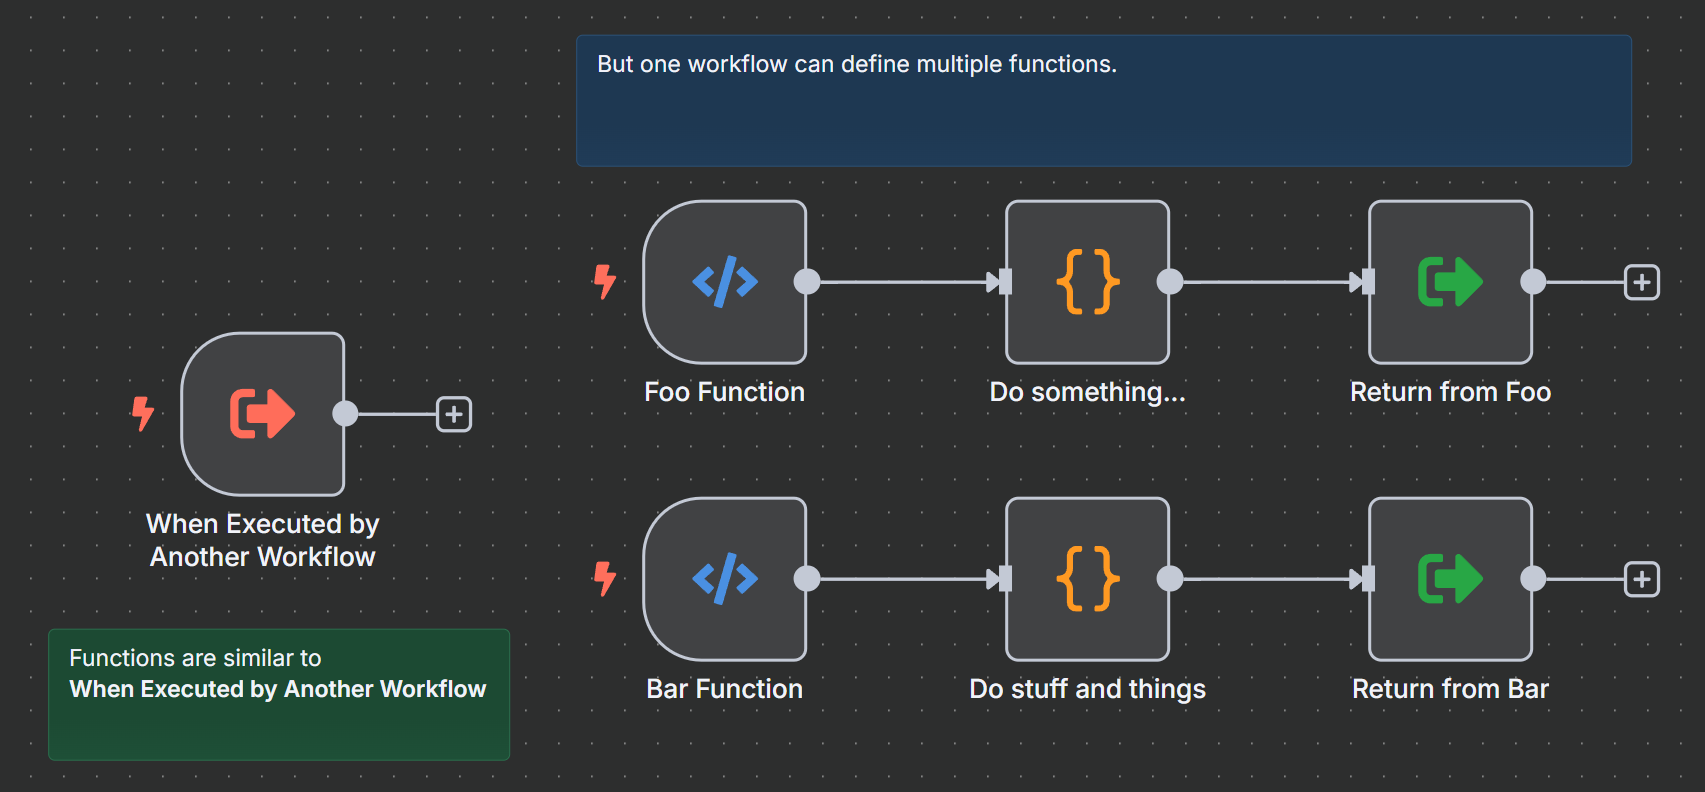 But one workflow can define multiple functions.
Foo Function
Do something...
Return from Foo
When Executed by
Another Workflow
Functions are similar to
When Executed by Another Workflow
Bar Function
Do stuff and things
Return from Bar